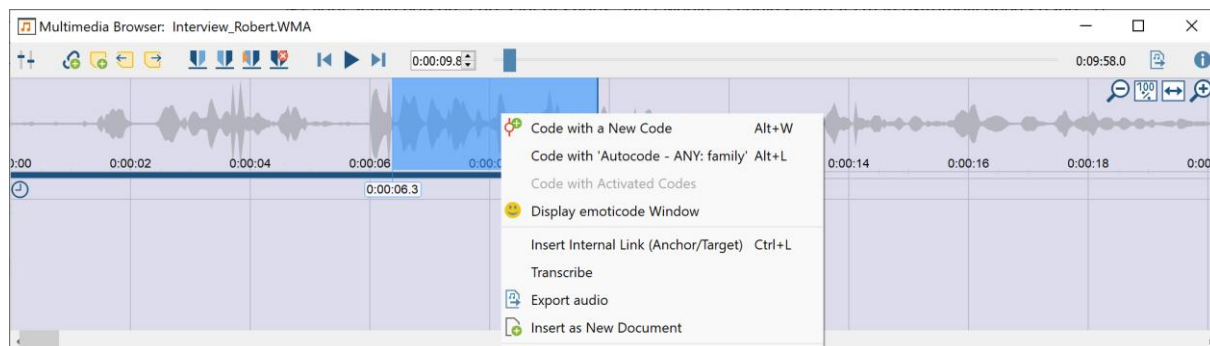 Multimedia Browser: Interview_Robert.WMA
0:00:09.8
0:09:58.0
100
%
Code with a New Code Alt+W
Code with 'Autocode - ANY: family' Alt+L
Code with Activated Codes
Display emoticode Window
Insert Internal Link (Anchor/Target) Ctrl+L
Transcribe
Export audio
Insert as New Document
0:00:02 0:00:04 0:00:06 0:00:14 0:00:16 0:00:18
0:00:06.3